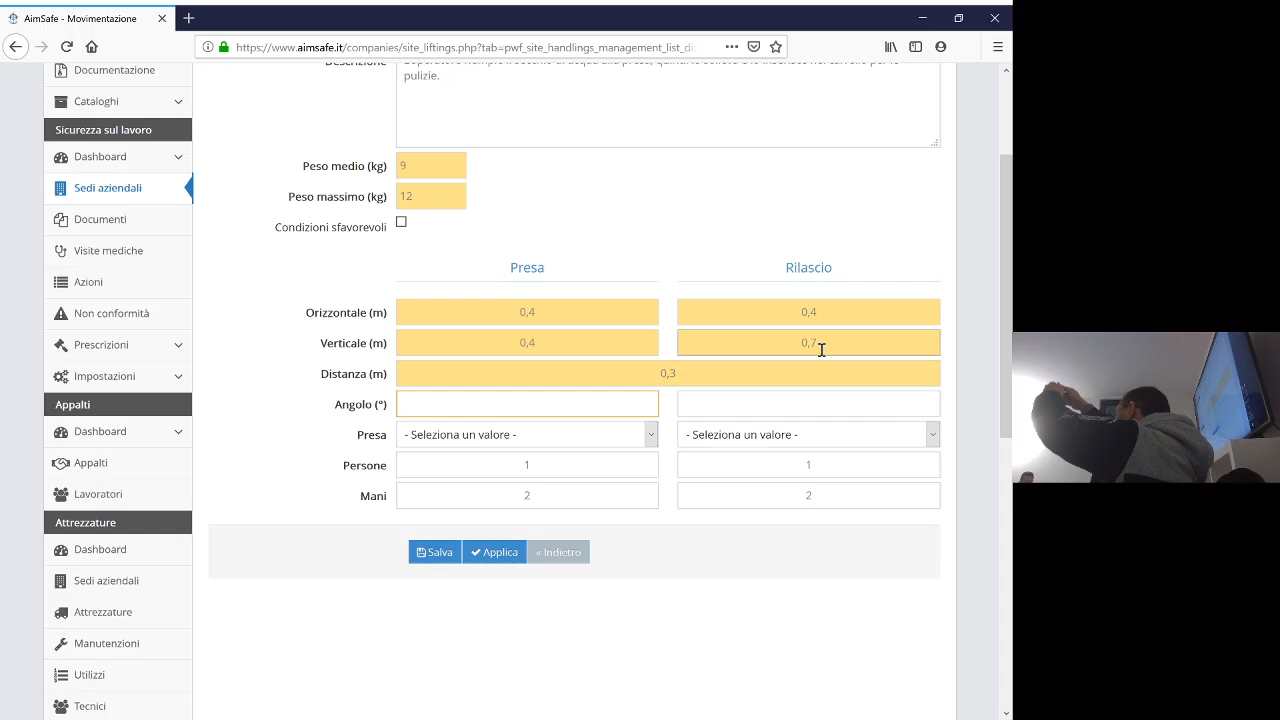 AimSafe - Movimentazione
https://www.aimsafe.it/companies/site_liftings.php?tab=pwf_site_handlings_management_list_di
Documentazione
Cataloghi
Sicurezza sul lavoro
Dashboard
Sedi aziendali
Documenti
Visite mediche
Azioni
Non conformità
Prescrizioni
Impostazioni
Appalti
Dashboard
Appalti
Lavoratori
Attrezzature
Dashboard
Sedi aziendali
Attrezzature
Manutenzioni
Utilizzi
Tecnici
Descrizione
pulizie.
Peso medio (kg) 9
Peso massimo (kg) 12
Condizioni sfavorevoli
Presa Rilascio
Orizzontale (m) 0,4 0,4
Verticale (m) 0,4 0,7
Distanza (m) 0,3
Angolo (°)
Presa - Seleziona un valore - - Seleziona un valore -
Persone 1 1
Mani 2 2
Salva Applica « Indietro